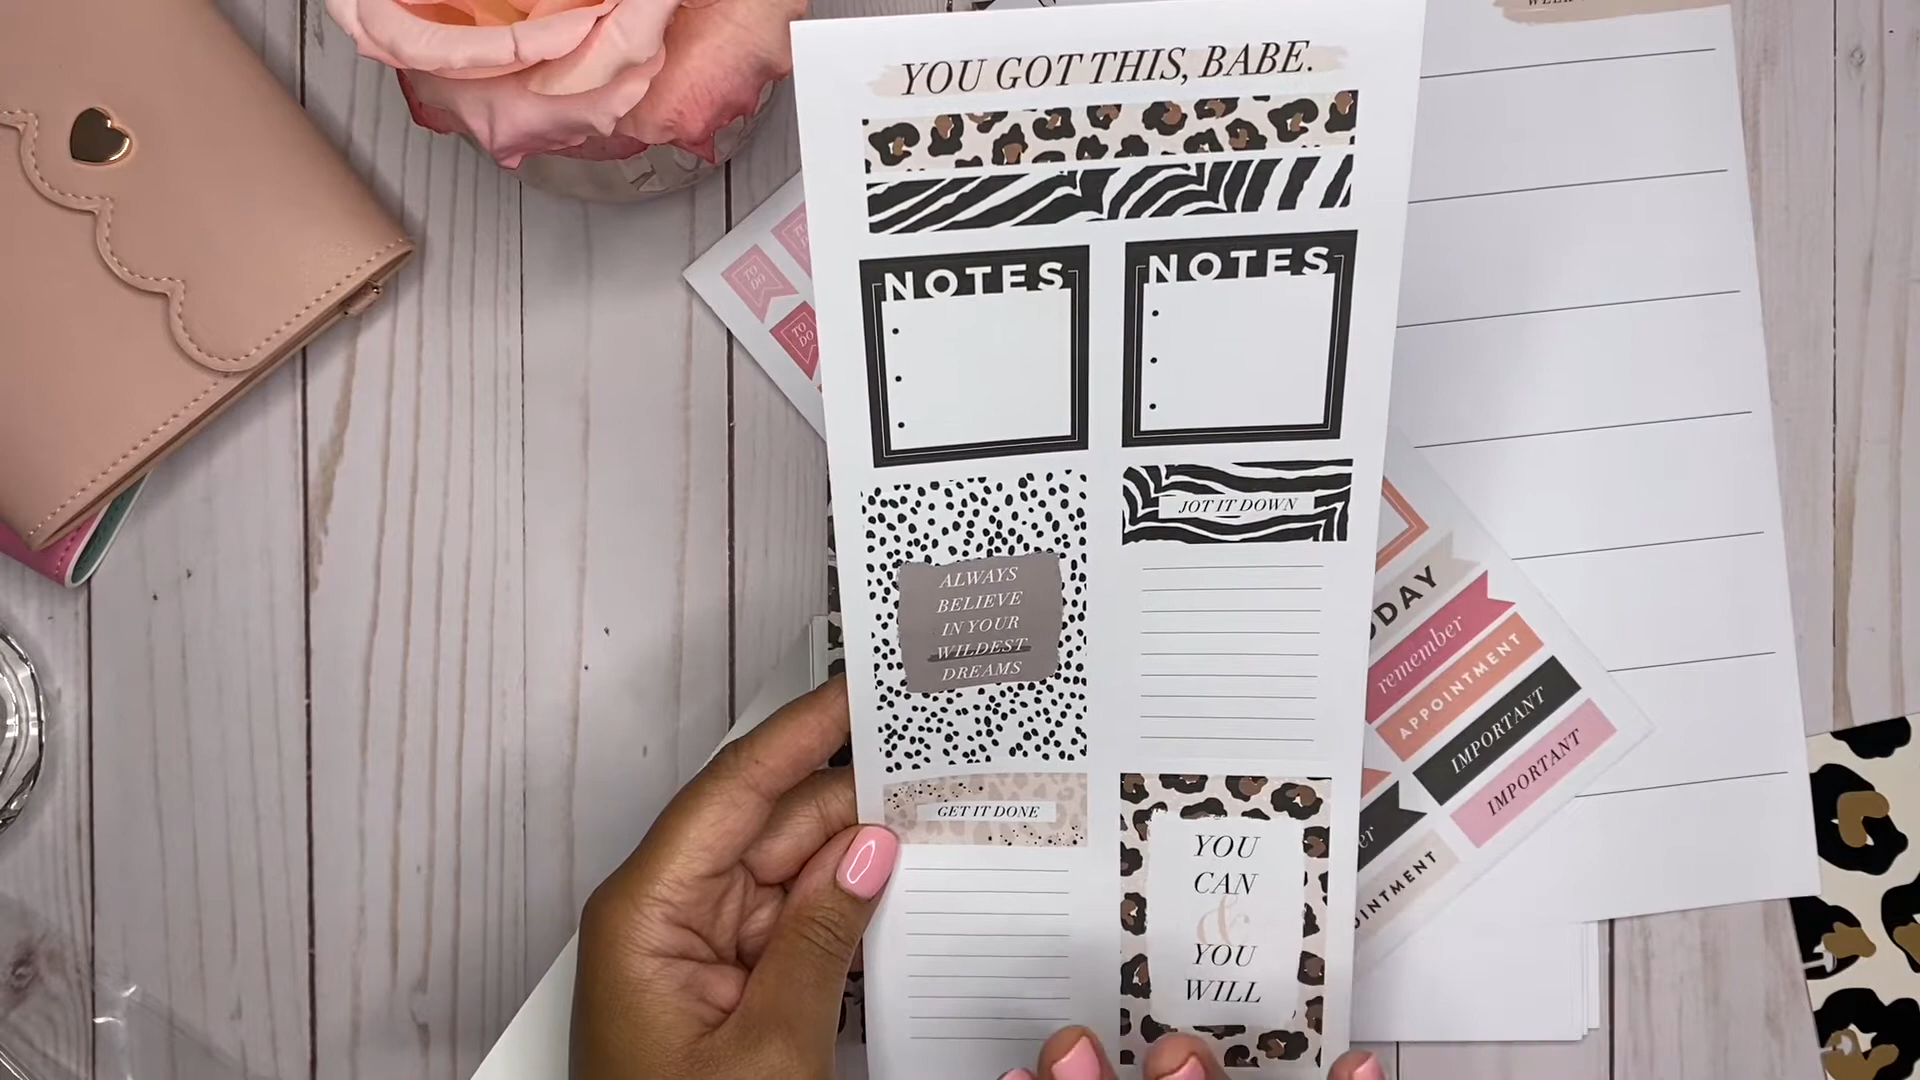 YOU GOT THIS, BABE.
NOTES
NOTES
ALWAYS
BELIEVE
IN YOUR
WILDEST
DREAMS
JOT IT DOWN
GET IT DONE
YOU
CAN
&
YOU
WILL
TO
DO
TO
DO
remember
APPOINTMENT
IMPORTANT
IMPORTANT